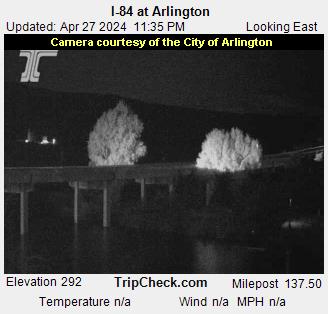 I-84 at Arlington
Updated: Apr 27 2024 11:35 PM Looking East
Camera courtesy of the City of Arlington
Elevation 292 TripCheck.com Milepost 137.50
Temperature n/a Wind n/a MPH n/a